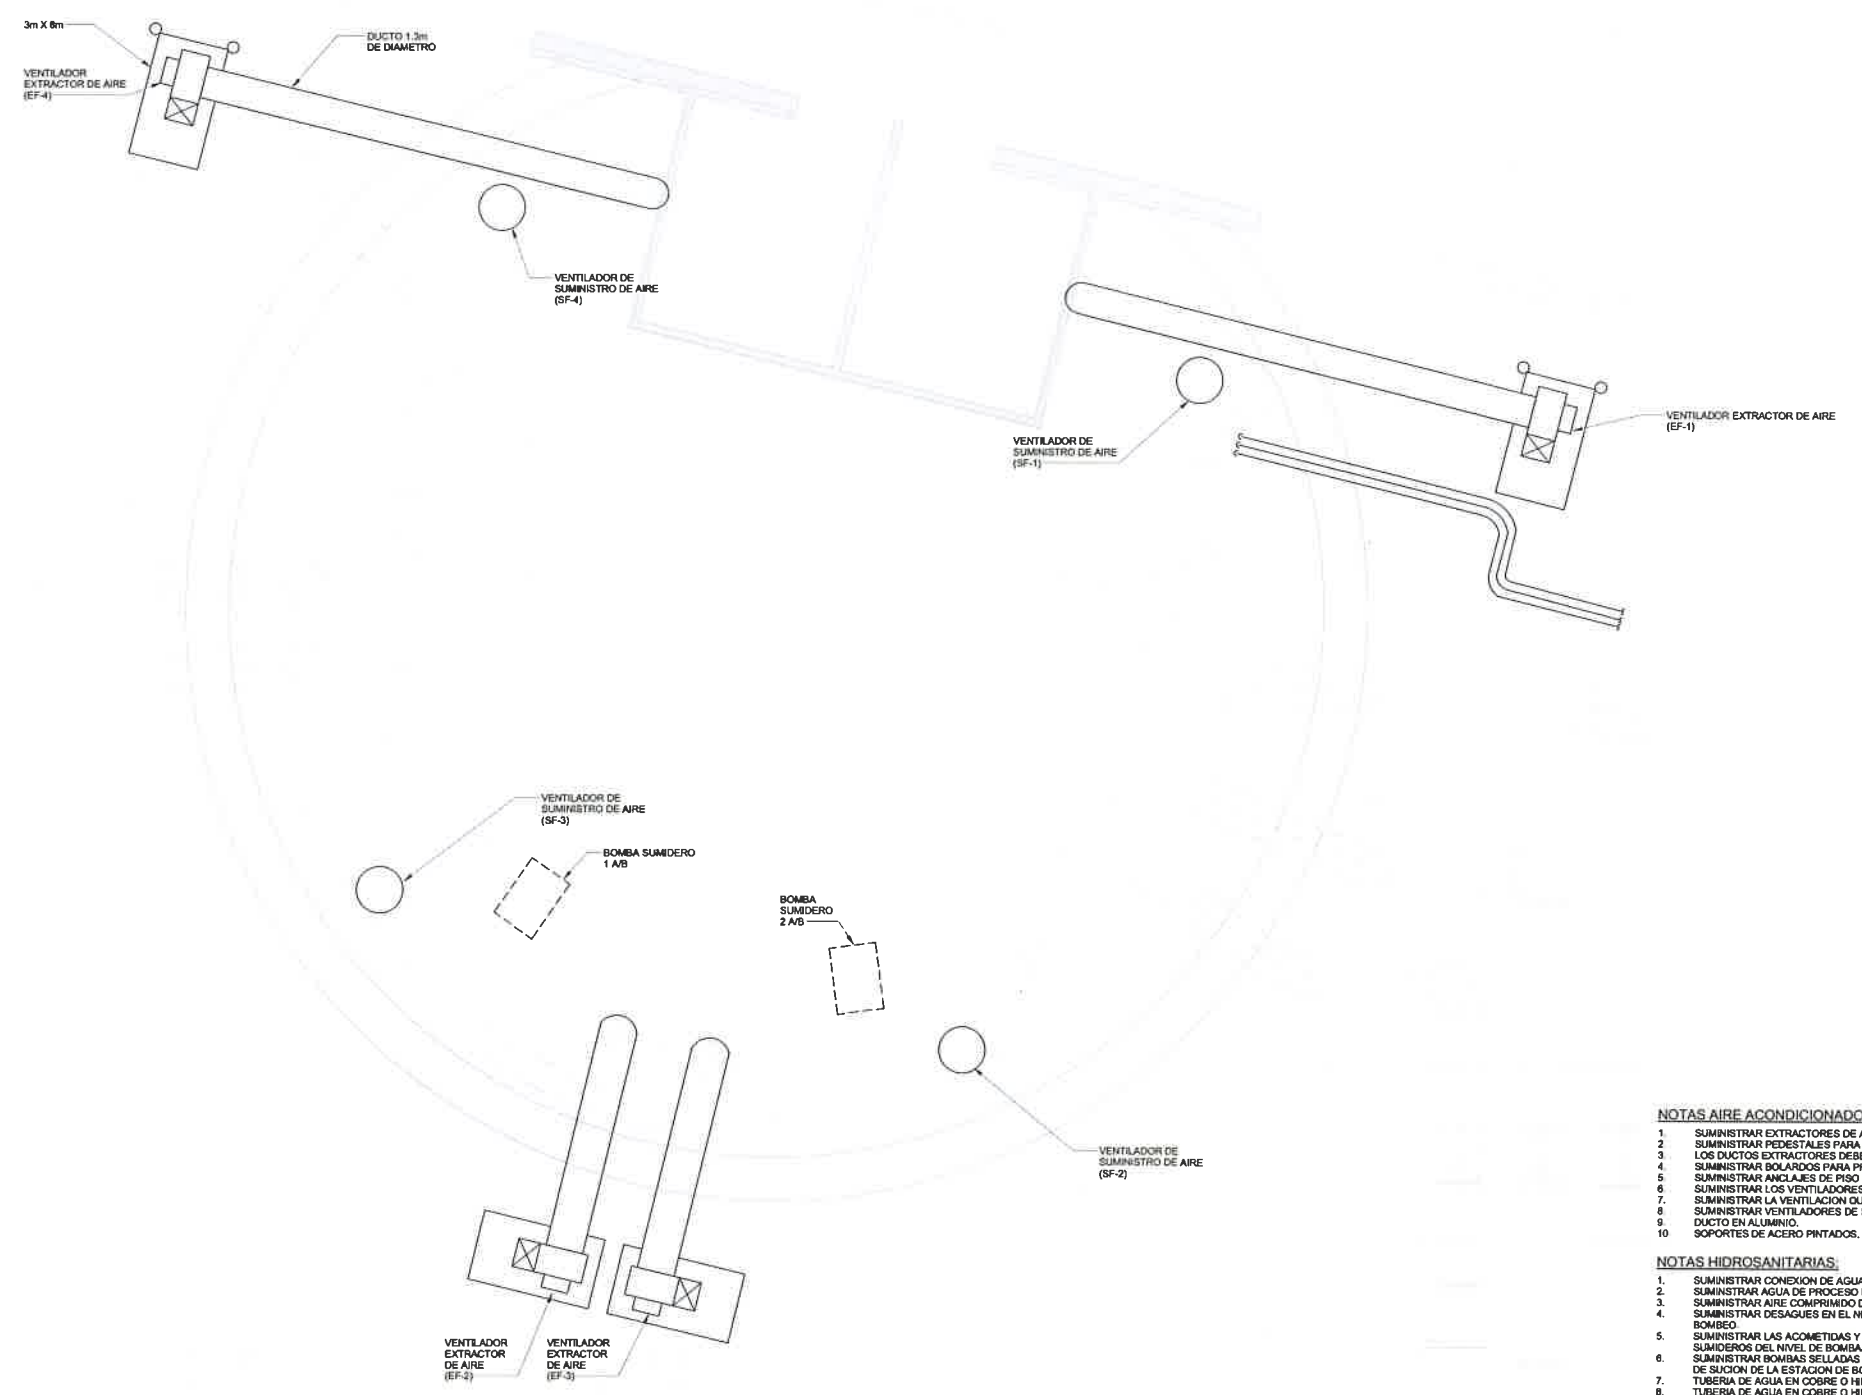 3m X 8m
VENTILADOR
EXTRACTOR DE AIRE
(EF-4)
DUCTO 1.3m
DE DIAMETRO
VENTILADOR DE
SUMINISTRO DE AIRE
(SF-4)
VENTILADOR DE
SUMINISTRO DE AIRE
(SF-1)
VENTILADOR EXTRACTOR DE AIRE
(EF-1)
VENTILADOR DE
SUMINISTRO DE AIRE
(SF-3)
BOMBA SUMIDERO
1 A/B
BOMBA
SUMIDERO
2 A/B
VENTILADOR DE
SUMINISTRO DE AIRE
(SF-2)
VENTILADOR
EXTRACTOR
DE AIRE
(EF-2)
VENTILADOR
EXTRACTOR
DE AIRE
(EF-3)
NOTAS AIRE ACONDICIONADO
1. SUMINISTRAR EXTRACTORES DE
2 SUMINISTRAR PEDESTALES PARA
3. LOS DUCTOS EXTRACTORES
4. SUMINISTRAR BOLARDOS PARA
5 SUMINISTRAR ANCLAJES DE PISO
6 SUMINISTRAR LOS VENTILADORES
7. SUMINISTRAR LA VENTILACION
8 SUMINISTRAR VENTILADORES DE
9. DUCTO EN ALUMINIO.
10 SOPORTES DE ACERO PINTADOS.
NOTAS HIDROSANITARIAS:
1. SUMINISTRAR CONEXION DE AGUA
2. SUMINSTRAR AGUA DE PROCESO
3. SUMINISTRAR AIRE COMPRIMIDO
4. SUMINISTRAR DESAGUES EN EL
BOMBEO.
5. SUMINISTRAR LAS ACOMETIDAS Y
SUMIDEROS DEL NIVEL DE
6. SUMINISTRAR BOMBAS SELLADAS
DE SUCION DE LA ESTACION DE
7. TUBERIA DE AGUA EN COBRE O
8. TUBERIA DE AGUA EN COBRE O